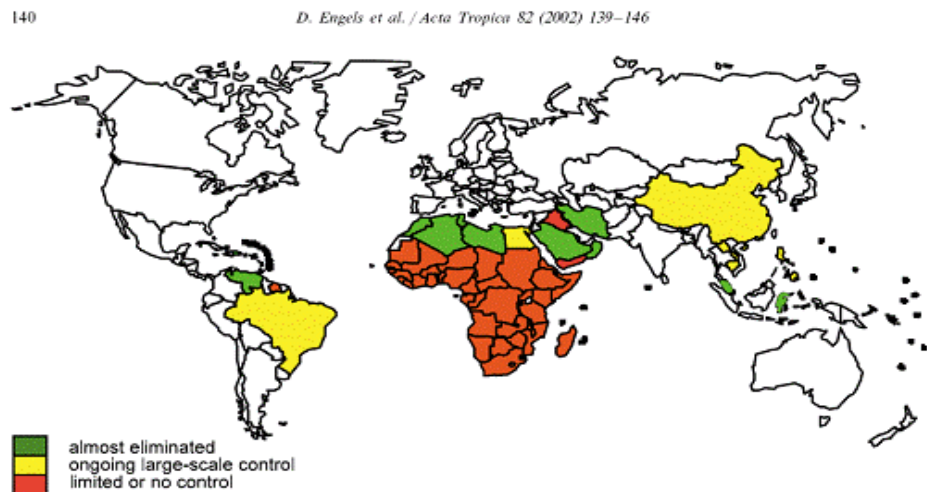 140
D. Engels et al. / Acta Tropica 82 (2002) 139–146
almost eliminated
ongoing large-scale control
limited or no control